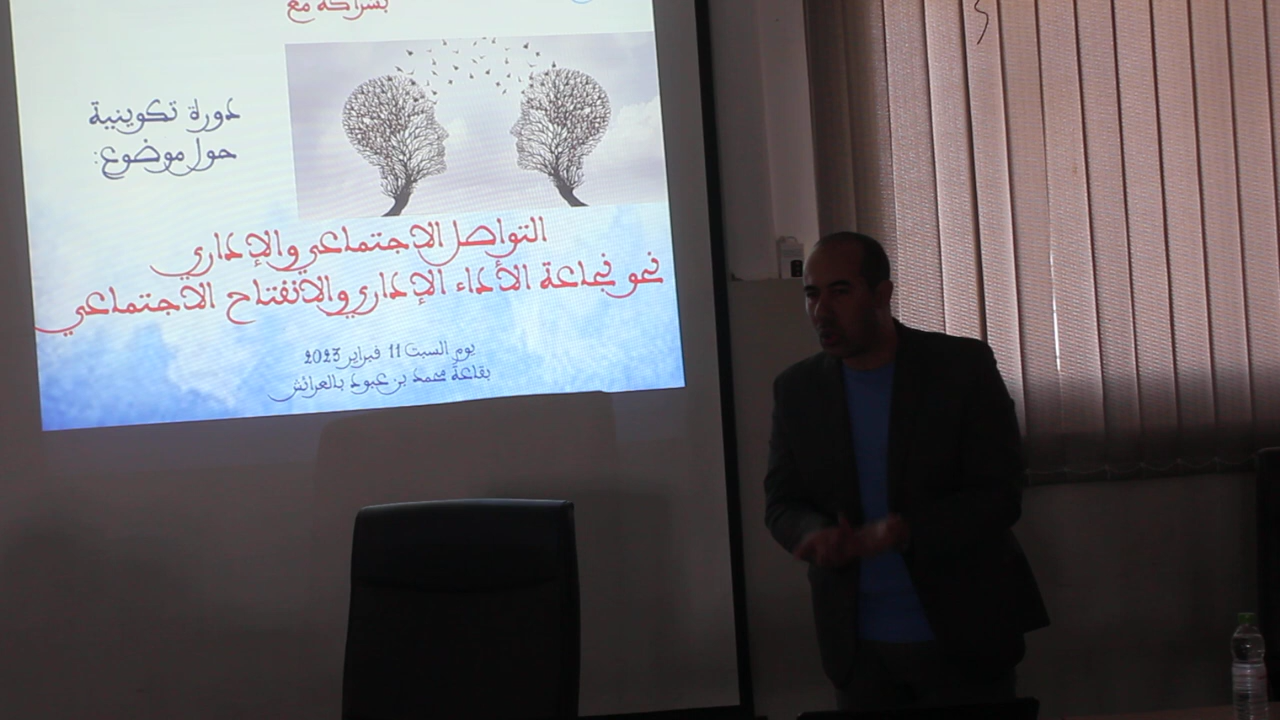 بشراكة مع
دورة تكوينية
حول موضوع:
التواصل الاجتماعي والإداري
نحو نجاعة الأداء الإداري والانفتاح الاجتماعي
يوم السبت 11 فبراير 2023
بقاعة محمد بن عبود بالعرائش